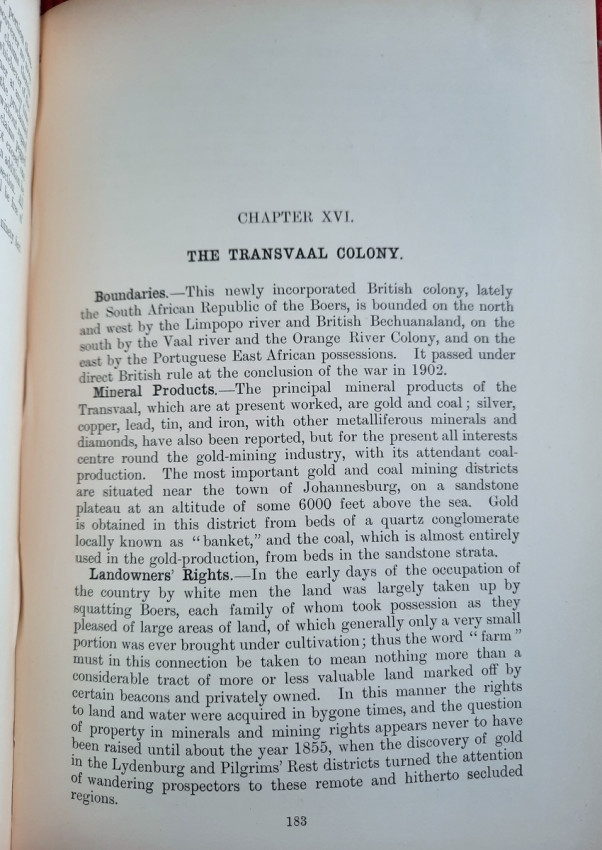 CHAPTER XVI.
THE TRANSVAAL COLONY.
Boundaries.—This newly incorporated British colony, lately
the South African Republic of the Boers, is bounded on the north
and west by the Limpopo river and British Bechuanaland, on the
south by the Vaal river and the Orange River Colony, and on the
east by the Portuguese East African possessions. It passed under
direct British rule at the conclusion of the war in 1902.
Mineral Products.—The principal mineral products of the
Transvaal, which are at present worked, are gold and coal; silver,
copper, lead, tin, and iron, with other metalliferous minerals and
diamonds, have also been reported, but for the present all interests
centre round the gold-mining industry, with its attendant coal-
production. The most important gold and coal mining districts
are situated near the town of Johannesburg, on a sandstone
plateau at an altitude of some 6000 feet above the sea. Gold
is obtained in this district from beds of a quartz conglomerate
locally known as "banket," and the coal, which is almost entirely
used in the gold-production, from beds in the sandstone strata.
Landowners' Rights.—In the early days of the occupation of
the country by white men the land was largely taken up by
squatting Boers, each family of whom took possession as they
pleased of large areas of land, of which generally only a very small
portion was ever brought under cultivation; thus the word "farm"
must in this connection be taken to mean nothing more than a
considerable tract of more or less valuable land marked off by
certain beacons and privately owned. In this manner the rights
to land and water were acquired in bygone times, and the question
of property in minerals and mining rights appears never to have
been raised until about the year 1855, when the discovery of gold
in the Lydenburg and Pilgrims' Rest districts turned the attention
of wandering prospectors to these remote and hitherto secluded
regions.
183